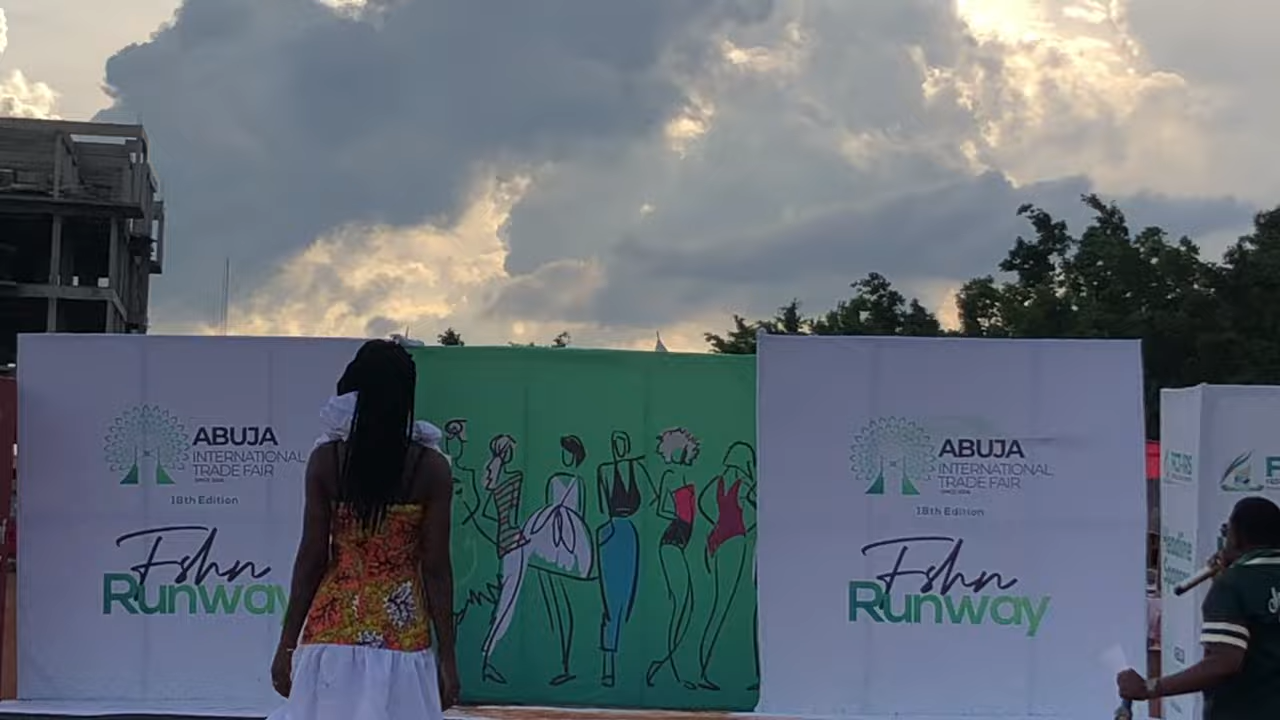 ABUJA
INTERNATIONAL
TRADE FAIR
18th Edition
Fshn
Runway
ABUJA
INTERNATIONAL
TRADE FAIR
18th Edition
Fshn
Runway